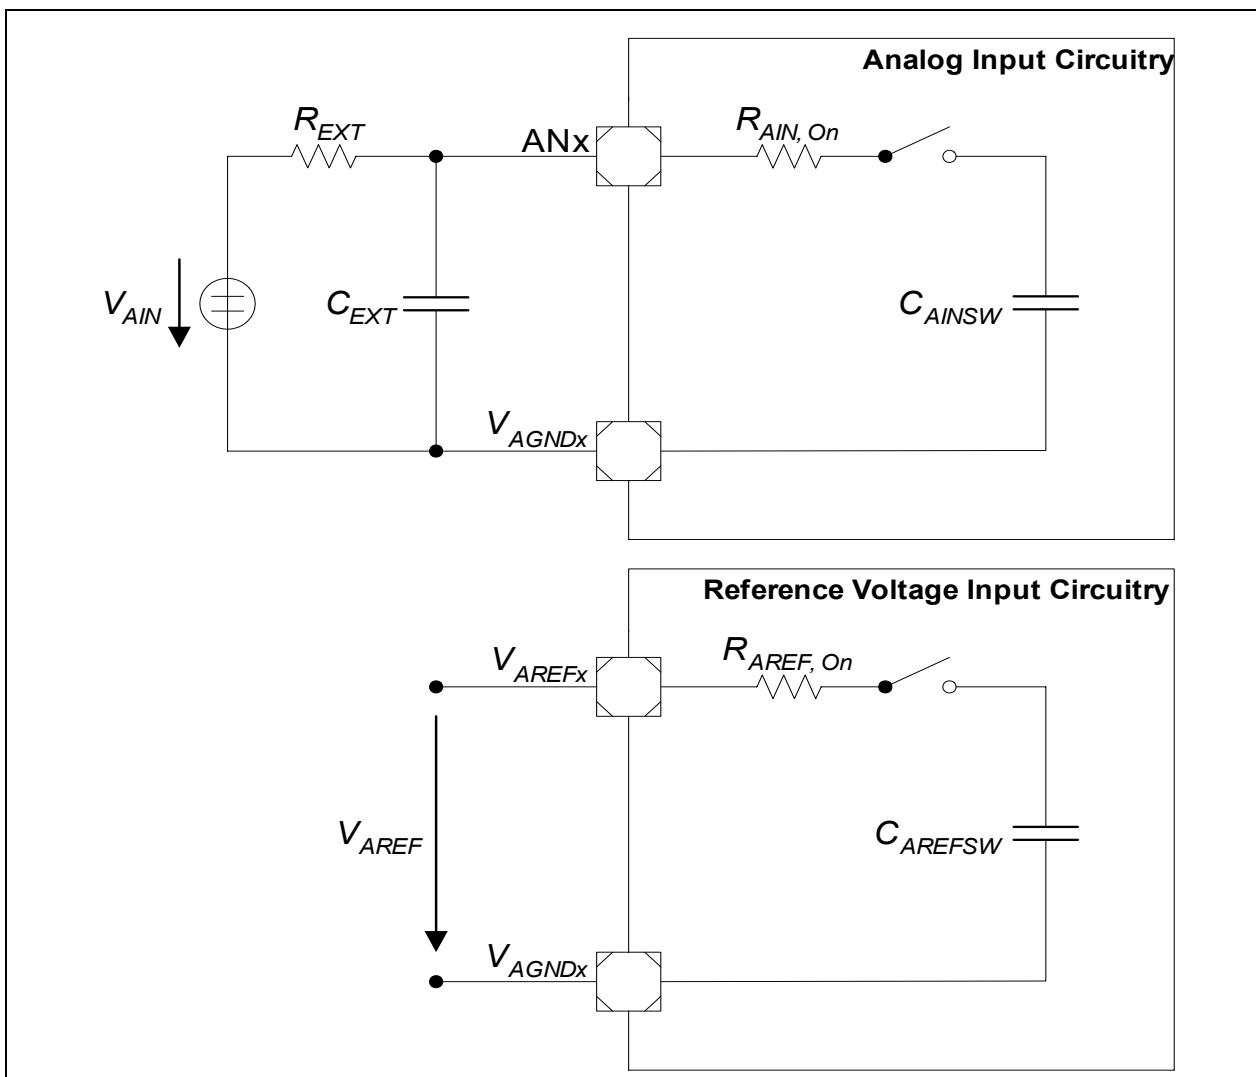 Analog Input Circuitry
R_EXT
ANx
R_AIN, On
V_AIN
C_EXT
C_AINSW
V_AGNDx
Reference Voltage Input Circuitry
V_AREFx
R_AREF, On
V_AREF
C_AREFSW
V_AGNDx